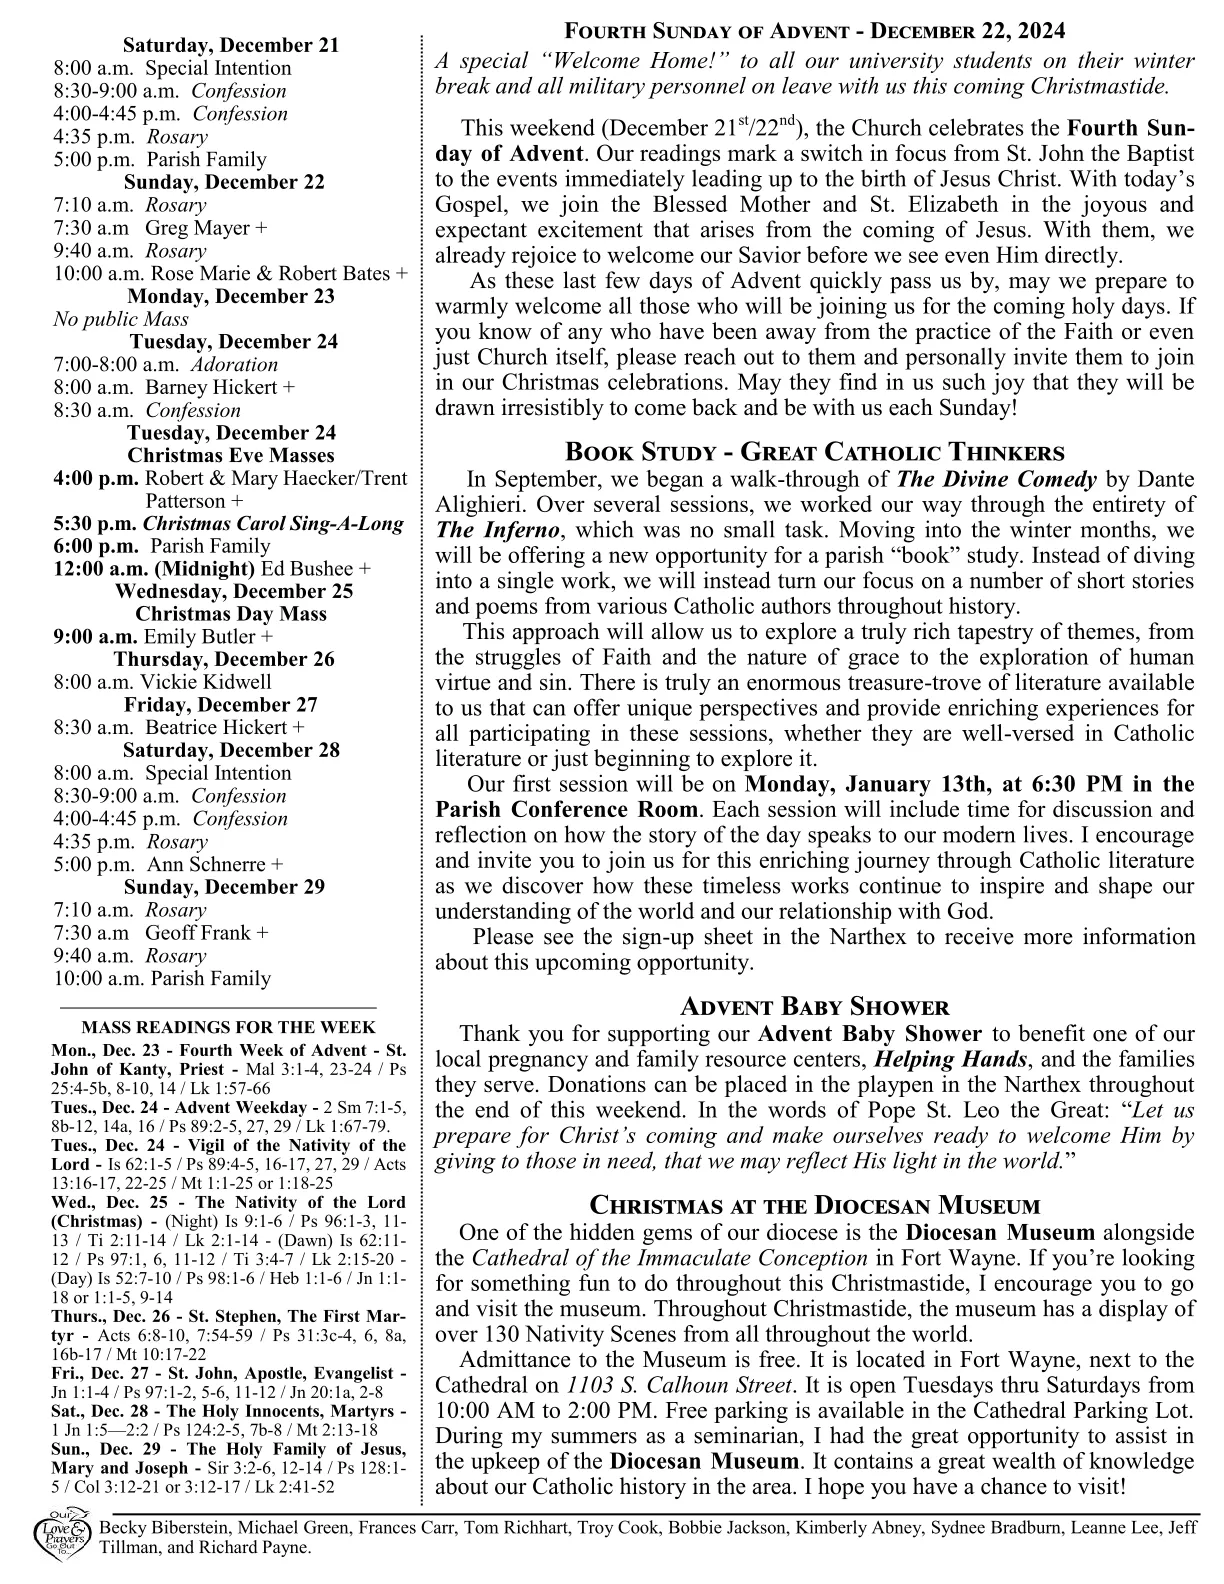 Saturday, December 21
8:00 a.m.  Special Intention
8:30-9:00 a.m.  Confession
4:00-4:45 p.m.  Confession
4:35 p.m.  Rosary
5:00 p.m.  Parish Family
Sunday, December 22
7:10 a.m.  Rosary
7:30 a.m   Greg Mayer +
9:40 a.m.  Rosary
10:00 a.m. Rose Marie & Robert Bates +
Monday, December 23
No public Mass
Tuesday, December 24
7:00-8:00 a.m.  Adoration
8:00 a.m.  Barney Hickert +
8:30 a.m.  Confession
Tuesday, December 24
Christmas Eve Masses
4:00 p.m. Robert & Mary Haecker/Trent
Patterson +
5:30 p.m. Christmas Carol Sing-A-Long
6:00 p.m.  Parish Family
12:00 a.m. (Midnight) Ed Bushee +
Wednesday, December 25
Christmas Day Mass
9:00 a.m. Emily Butler +
Thursday, December 26
8:00 a.m. Vickie Kidwell
Friday, December 27
8:30 a.m.  Beatrice Hickert +
Saturday, December 28
8:00 a.m.  Special Intention
8:30-9:00 a.m.  Confession
4:00-4:45 p.m.  Confession
4:35 p.m.  Rosary
5:00 p.m.  Ann Schnerre +
Sunday, December 29
7:10 a.m.  Rosary
7:30 a.m   Geoff Frank +
9:40 a.m.  Rosary
10:00 a.m. Parish Family
MASS READINGS FOR THE WEEK
Mon., Dec. 23 - Fourth Week of Advent - St.
John of Kanty, Priest - Mal 3:1-4, 23-24 / Ps
25:4-5b, 8-10, 14 / Lk 1:57-66
Tues., Dec. 24 - Advent Weekday - 2 Sm 7:1-5,
8b-12, 14a, 16 / Ps 89:2-5, 27, 29 / Lk 1:67-79.
Tues., Dec. 24 - Vigil of the Nativity of the
Lord - Is 62:1-5 / Ps 89:4-5, 16-17, 27, 29 / Acts
13:16-17, 22-25 / Mt 1:1-25 or 1:18-25
Wed., Dec. 25 - The Nativity of the Lord
(Christmas) - (Night) Is 9:1-6 / Ps 96:1-3, 11-
13 / Ti 2:11-14 / Lk 2:1-14 - (Dawn) Is 62:11-
12 / Ps 97:1, 6, 11-12 / Ti 3:4-7 / Lk 2:15-20 -
(Day) Is 52:7-10 / Ps 98:1-6 / Heb 1:1-6 / Jn 1:1-
18 or 1:1-5, 9-14
Thurs., Dec. 26 - St. Stephen, The First Mar-
tyr - Acts 6:8-10, 7:54-59 / Ps 31:3c-4, 6, 8a,
16b-17 / Mt 10:17-22
Fri., Dec. 27 - St. John, Apostle, Evangelist -
Jn 1:1-4 / Ps 97:1-2, 5-6, 11-12 / Jn 20:1a, 2-8
Sat., Dec. 28 - The Holy Innocents, Martyrs -
1 Jn 1:5—2:2 / Ps 124:2-5, 7b-8 / Mt 2:13-18
Sun., Dec. 29 - The Holy Family of Jesus,
Mary and Joseph - Sir 3:2-6, 12-14 / Ps 128:1-
5 / Col 3:12-21 or 3:12-17 / Lk 2:41-52
FOURTH SUNDAY OF ADVENT - DECEMBER 22, 2024
A special “Welcome Home!” to all our university students on their winter
break and all military personnel on leave with us this coming Christmastide.
This weekend (December 21st/22nd), the Church celebrates the Fourth Sun-
day of Advent. Our readings mark a switch in focus from St. John the Baptist
to the events immediately leading up to the birth of Jesus Christ. With today’s
Gospel, we join the Blessed Mother and St. Elizabeth in the joyous and
expectant excitement that arises from the coming of Jesus. With them, we
already rejoice to welcome our Savior before we see even Him directly.
As these last few days of Advent quickly pass us by, may we prepare to
warmly welcome all those who will be joining us for the coming holy days. If
you know of any who have been away from the practice of the Faith or even
just Church itself, please reach out to them and personally invite them to join
in our Christmas celebrations. May they find in us such joy that they will be
drawn irresistibly to come back and be with us each Sunday!
BOOK STUDY - GREAT CATHOLIC THINKERS
In September, we began a walk-through of The Divine Comedy by Dante
Alighieri. Over several sessions, we worked our way through the entirety of
The Inferno, which was no small task. Moving into the winter months, we
will be offering a new opportunity for a parish “book” study. Instead of diving
into a single work, we will instead turn our focus on a number of short stories
and poems from various Catholic authors throughout history.
This approach will allow us to explore a truly rich tapestry of themes, from
the struggles of Faith and the nature of grace to the exploration of human
virtue and sin. There is truly an enormous treasure-trove of literature available
to us that can offer unique perspectives and provide enriching experiences for
all participating in these sessions, whether they are well-versed in Catholic
literature or just beginning to explore it.
Our first session will be on Monday, January 13th, at 6:30 PM in the
Parish Conference Room. Each session will include time for discussion and
reflection on how the story of the day speaks to our modern lives. I encourage
and invite you to join us for this enriching journey through Catholic literature
as we discover how these timeless works continue to inspire and shape our
understanding of the world and our relationship with God.
Please see the sign-up sheet in the Narthex to receive more information
about this upcoming opportunity.
ADVENT BABY SHOWER
Thank you for supporting our Advent Baby Shower to benefit one of our
local pregnancy and family resource centers, Helping Hands, and the families
they serve. Donations can be placed in the playpen in the Narthex throughout
the end of this weekend. In the words of Pope St. Leo the Great: “Let us
prepare for Christ’s coming and make ourselves ready to welcome Him by
giving to those in need, that we may reflect His light in the world.”
CHRISTMAS AT THE DIOCESAN MUSEUM
One of the hidden gems of our diocese is the Diocesan Museum alongside
the Cathedral of the Immaculate Conception in Fort Wayne. If you’re looking
for something fun to do throughout this Christmastide, I encourage you to go
and visit the museum. Throughout Christmastide, the museum has a display of
over 130 Nativity Scenes from all throughout the world.
Admittance to the Museum is free. It is located in Fort Wayne, next to the
Cathedral on 1103 S. Calhoun Street. It is open Tuesdays thru Saturdays from
10:00 AM to 2:00 PM. Free parking is available in the Cathedral Parking Lot.
During my summers as a seminarian, I had the great opportunity to assist in
the upkeep of the Diocesan Museum. It contains a great wealth of knowledge
about our Catholic history in the area. I hope you have a chance to visit!
Our
Love &
Prayers
Go Out
To...
Becky Biberstein, Michael Green, Frances Carr, Tom Richhart, Troy Cook, Bobbie Jackson, Kimberly Abney, Sydnee Bradburn, Leanne Lee, Jeff
Tillman, and Richard Payne.